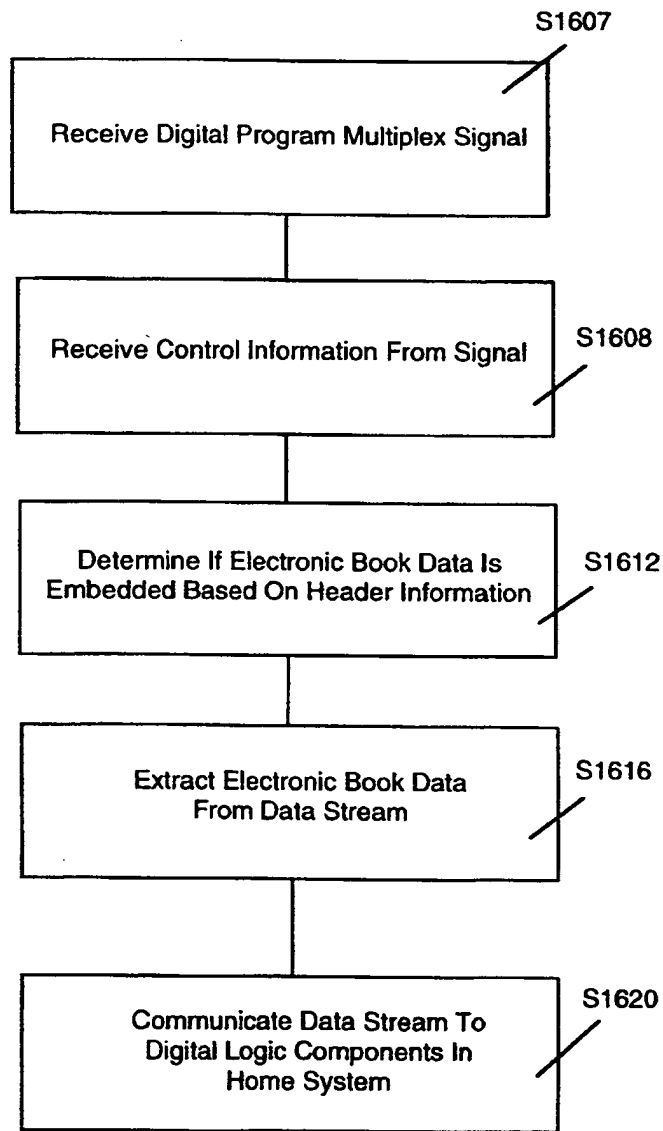 S1607
Receive Digital Program Multiplex Signal
Receive Control Information From Signal
S1608
Determine If Electronic Book Data Is
Embedded Based On Header Information
S1612
Extract Electronic Book Data
From Data Stream
S1616
Communicate Data Stream To
Digital Logic Components In
Home System
S1620